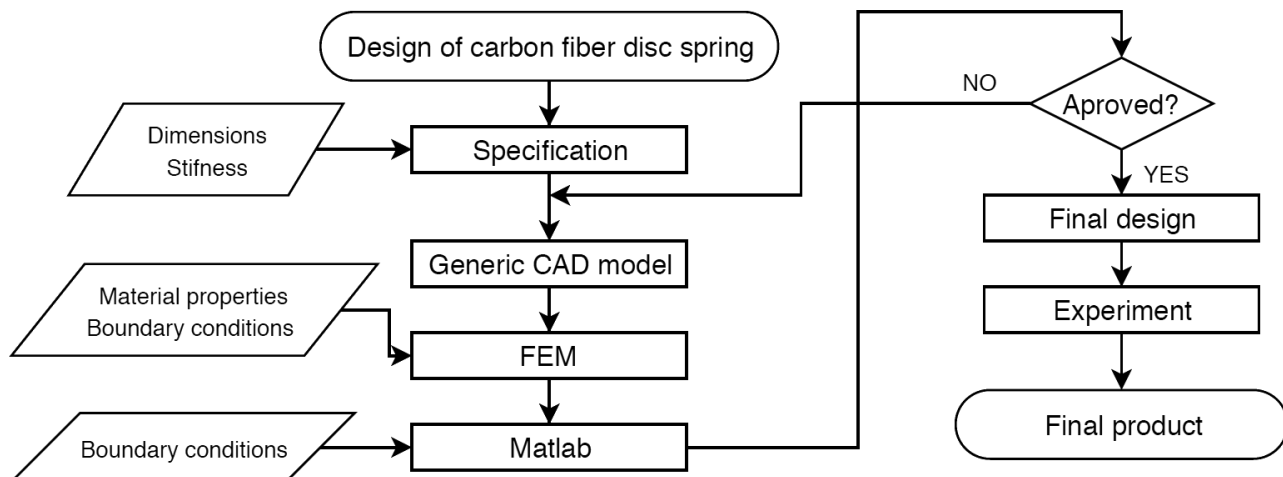 Design of carbon fiber disc spring
Dimensions
Stifness
Specification
Generic CAD model
Material properties
Boundary conditions
FEM
Boundary conditions
Matlab
Aproved?
NO
YES
Final design
Experiment
Final product